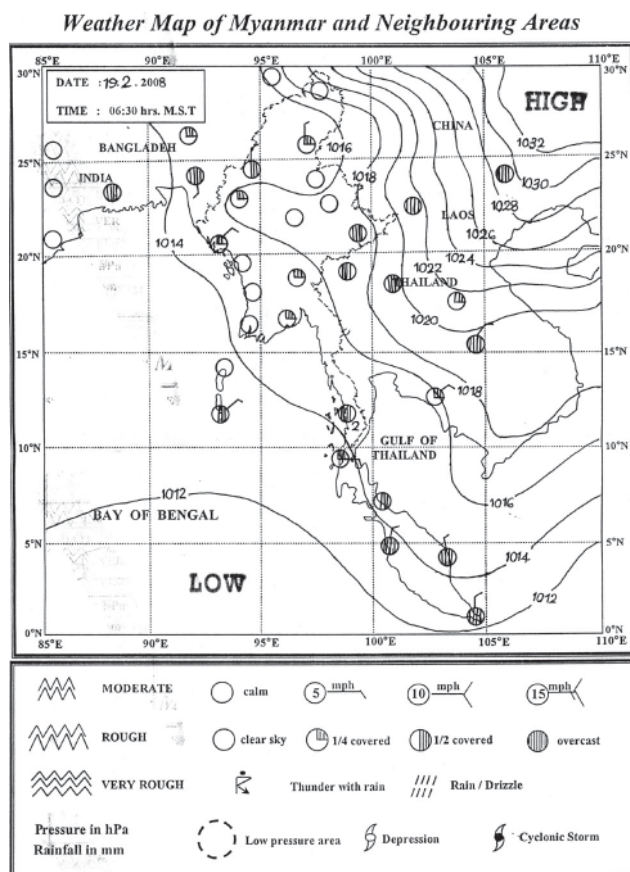 Weather Map of Myanmar and Neighbouring Areas
30°N
85°E
90°E
95°E
100°E
105°E
110°E
30°N
DATE : 19.2.2008
TIME : 06:30 hrs. M.S.T
HIGH
BANGLADEH
CHINA
1016
1032
25°N
25°N
INDIA
1018
1030
1028
LAOS
1026
1014
20°N
20°N
1024
1022
THAILAND
1020
15°N
15°N
1018
2
10°N
GULF OF
THAILAND
10°N
1012
1016
BAY OF BENGAL
1014
5°N
5°N
LOW
1012
0°N
0°N
85°E
90°E
95°E
100°E
105°E
110°E
MODERATE
calm
5 mph
10 mph
15 mph
ROUGH
clear sky
1/4 covered
1/2 covered
overcast
VERY ROUGH
Thunder with rain
Rain / Drizzle
Pressure in hPa
Rainfall in mm
Low pressure area
Depression
Cyclonic Storm